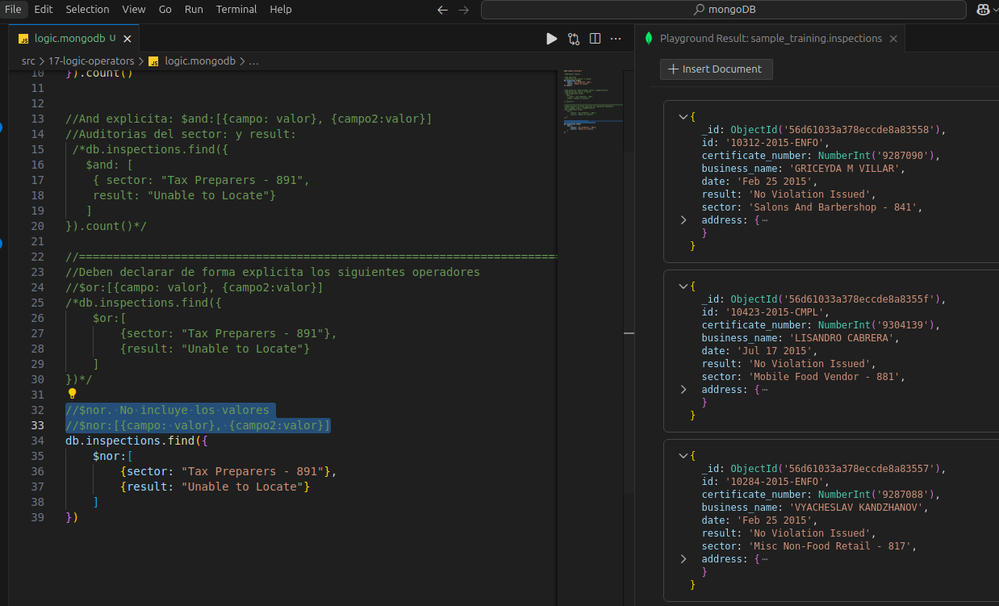 File Edit Selection View Go Run Terminal Help
mongoDB
JS logic.mongodb U
src > 17-logic-operators > JS logic.mongodb > ...
10 }).count()
11
12
13 //And explicita: $and:[{campo: valor}, {campo2:valor}]
14 //Auditorias del sector: y result:
15 /*db.inspections.find({
16 $and: [
17 { sector: "Tax Preparers - 891",
18 result: "Unable to Locate"}
19 ]
20 }).count()*/
21
22 //========================================================================
23 //Deben declarar de forma explicita los siguientes operadores
24 //$or:[{campo: valor}, {campo2:valor}]
25 /*db.inspections.find({
26 $or:[
27 {sector: "Tax Preparers - 891"},
28 {result: "Unable to Locate"}
29 ]
30 })*/
31
32 //$nor. No incluye los valores
33 //$nor:[{campo: valor}, {campo2:valor}]
34 db.inspections.find({
35 $nor:[
36 {sector: "Tax Preparers - 891"},
37 {result: "Unable to Locate"}
38 ]
39 })
Playground Result: sample_training.inspections
Insert Document
{
_id: ObjectId('56d61033a378eccde8a83558'),
id: '10312-2015-ENFO',
certificate_number: NumberInt('9287090'),
business_name: 'GRICEYDA M VILLAR',
date: 'Feb 25 2015',
result: 'No Violation Issued',
sector: 'Salons And Barbershop - 841',
address: {⋯
}
}
{
_id: ObjectId('56d61033a378eccde8a8355f'),
id: '10423-2015-CMPL',
certificate_number: NumberInt('9304139'),
business_name: 'LISANDRO CABRERA',
date: 'Jul 17 2015',
result: 'No Violation Issued',
sector: 'Mobile Food Vendor - 881',
address: {⋯
}
}
{
_id: ObjectId('56d61033a378eccde8a83557'),
id: '10284-2015-ENFO',
certificate_number: NumberInt('9287088'),
business_name: 'VYACHESLAV KANDZHANOV',
date: 'Feb 25 2015',
result: 'No Violation Issued',
sector: 'Misc Non-Food Retail - 817',
address: {⋯
}
}